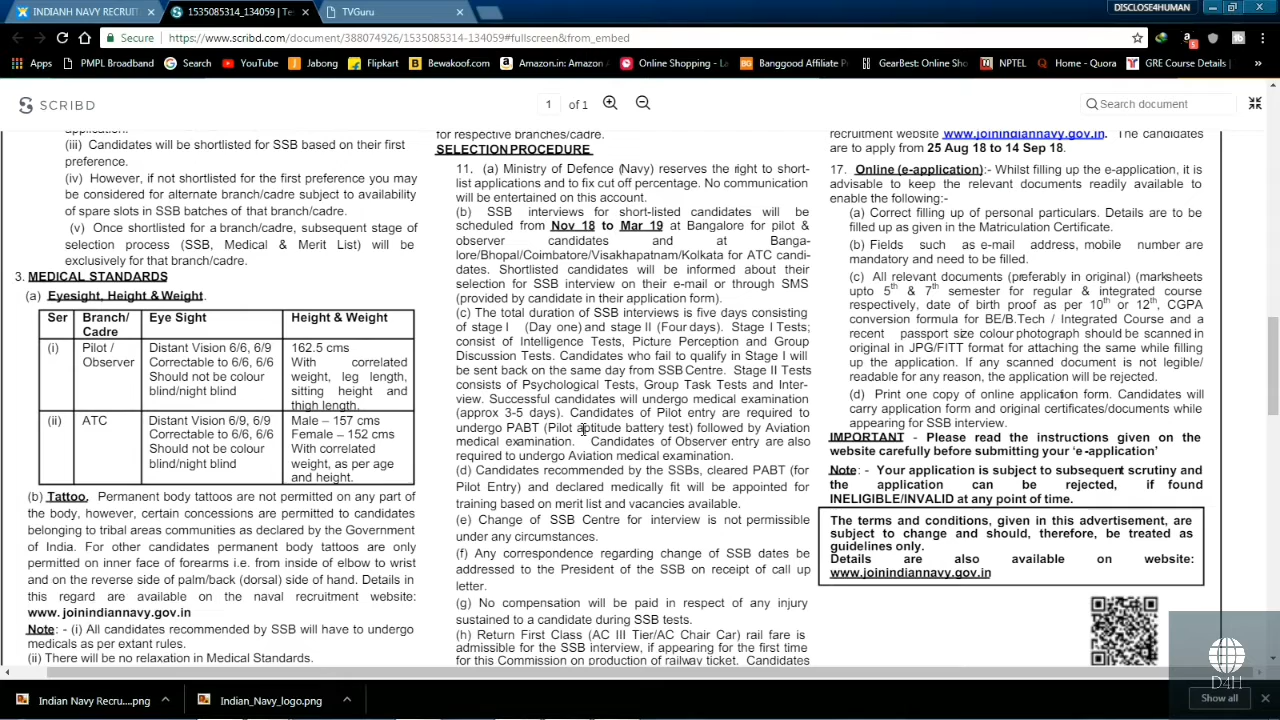 INDIANH NAVY RECRUIT
1535085314_134059 | Te
TVGuru
DISCLOSE4HUMAN
Secure
https://www.scribd.com/document/388074926/1535085314-134059#fullscreen&from_embed
Apps
PMPL Broadband
Search
YouTube
Jabong
Flipkart
Bewakoof.com
Amazon.in: Amazon
Online Shopping - La
Banggood Affiliate P
GearBest: Online Sho
NPTEL
Home - Quora
GRE Course Details |
»
SCRIBD
1 of 1
Search document
application.
(iii) Candidates will be shortlisted for SSB based on their first
preference.
(iv) However, if not shortlisted for the first preference you may
be considered for alternate branch/cadre subject to availability
of spare slots in SSB batches of that branch/cadre.
(v) Once shortlisted for a branch/cadre, subsequent stage of
selection process (SSB, Medical & Merit List) will be
exclusively for that branch/cadre.
3. MEDICAL STANDARDS
(a) Eyesight, Height & Weight.
Ser Branch/ Cadre Eye Sight Height & Weight
(i) Pilot / Observer
Distant Vision 6/6, 6/9
Correctable to 6/6, 6/6
Should not be colour
blind/night blind
162.5 cms
With correlated
weight, leg length,
sitting height and
thigh length.
(ii) ATC
Distant Vision 6/6, 6/9
Correctable to 6/6, 6/6
Should not be colour
blind/night blind
Male – 157 cms
Female – 152 cms
With correlated
weight, as per age
and height.
(b) Tattoo. Permanent body tattoos are not permitted on any part of
the body, however, certain concessions are permitted to candidates
belonging to tribal areas communities as declared by the Government
of India. For other candidates permanent body tattoos are only
permitted on inner face of forearms i.e. from inside of elbow to wrist
and on the reverse side of palm/back (dorsal) side of hand. Details in
this regard are available on the naval recruitment website:
www. joinindiannavy.gov.in
Note: - (i) All candidates recommended by SSB will have to undergo
medicals as per extant rules.
(ii) There will be no relaxation in Medical Standards.
for respective branches/cadre.
SELECTION PROCEDURE
11. (a) Ministry of Defence (Navy) reserves the right to short-
list applications and to fix cut off percentage. No communication
will be entertained on this account.
(b) SSB interviews for short-listed candidates will be
scheduled from Nov 18 to Mar 19 at Bangalore for pilot &
observer candidates and at Banga-
lore/Bhopal/Coimbatore/Visakhapatnam/Kolkata for ATC candi-
dates. Shortlisted candidates will be informed about their
selection for SSB interview on their e-mail or through SMS
(provided by candidate in their application form).
(c) The total duration of SSB interviews is five days consisting
of stage I (Day one) and stage II (Four days). Stage I Tests;
consist of Intelligence Tests, Picture Perception and Group
Discussion Tests. Candidates who fail to qualify in Stage I will
be sent back on the same day from SSB Centre. Stage II Tests
consists of Psychological Tests, Group Task Tests and Inter-
view. Successful candidates will undergo medical examination
(approx 3-5 days). Candidates of Pilot entry are required to
undergo PABT (Pilot aptitude battery test) followed by Aviation
medical examination. Candidates of Observer entry are also
required to undergo Aviation medical examination.
(d) Candidates recommended by the SSBs, cleared PABT (for
Pilot Entry) and declared medically fit will be appointed for
training based on merit list and vacancies available.
(e) Change of SSB Centre for interview is not permissible
under any circumstances.
(f) Any correspondence regarding change of SSB dates be
addressed to the President of the SSB on receipt of call up
letter.
(g) No compensation will be paid in respect of any injury
sustained to a candidate during SSB tests.
(h) Return First Class (AC III Tier/AC Chair Car) rail fare is
admissible for the SSB interview, if appearing for the first time
for this Commission on production of railway ticket. Candidates
recruitment website www.joinindiannavy.gov.in. The candidates
are to apply from 25 Aug 18 to 14 Sep 18.
17. Online (e-application):- Whilst filling up the e-application, it is
advisable to keep the relevant documents readily available to
enable the following:-
(a) Correct filling up of personal particulars. Details are to be
filled up as given in the Matriculation Certificate.
(b) Fields such as e-mail address, mobile number are
mandatory and need to be filled.
(c) All relevant documents (preferably in original) (marksheets
upto 5th & 7th semester for regular & integrated course
respectively, date of birth proof as per 10th or 12th, CGPA
conversion formula for BE/B.Tech / Integrated Course and a
recent passport size colour photograph should be scanned in
original in JPG/FITT format for attaching the same while filling
up the application. If any scanned document is not legible/
readable for any reason, the application will be rejected.
(d) Print one copy of online application form. Candidates will
carry application form and original certificates/documents while
appearing for SSB interview.
IMPORTANT - Please read the instructions given on the
website carefully before submitting your ‘e -application’
Note: - Your application is subject to subsequent scrutiny and
the application can be rejected, if found
INELIGIBLE/INVALID at any point of time.
The terms and conditions, given in this advertisement, are
subject to change and should, therefore, be treated as
guidelines only.
Details are also available on website:
www.joinindiannavy.gov.in
D4H
Indian Navy Recru....png
Indian_Navy_logo.png
Show all